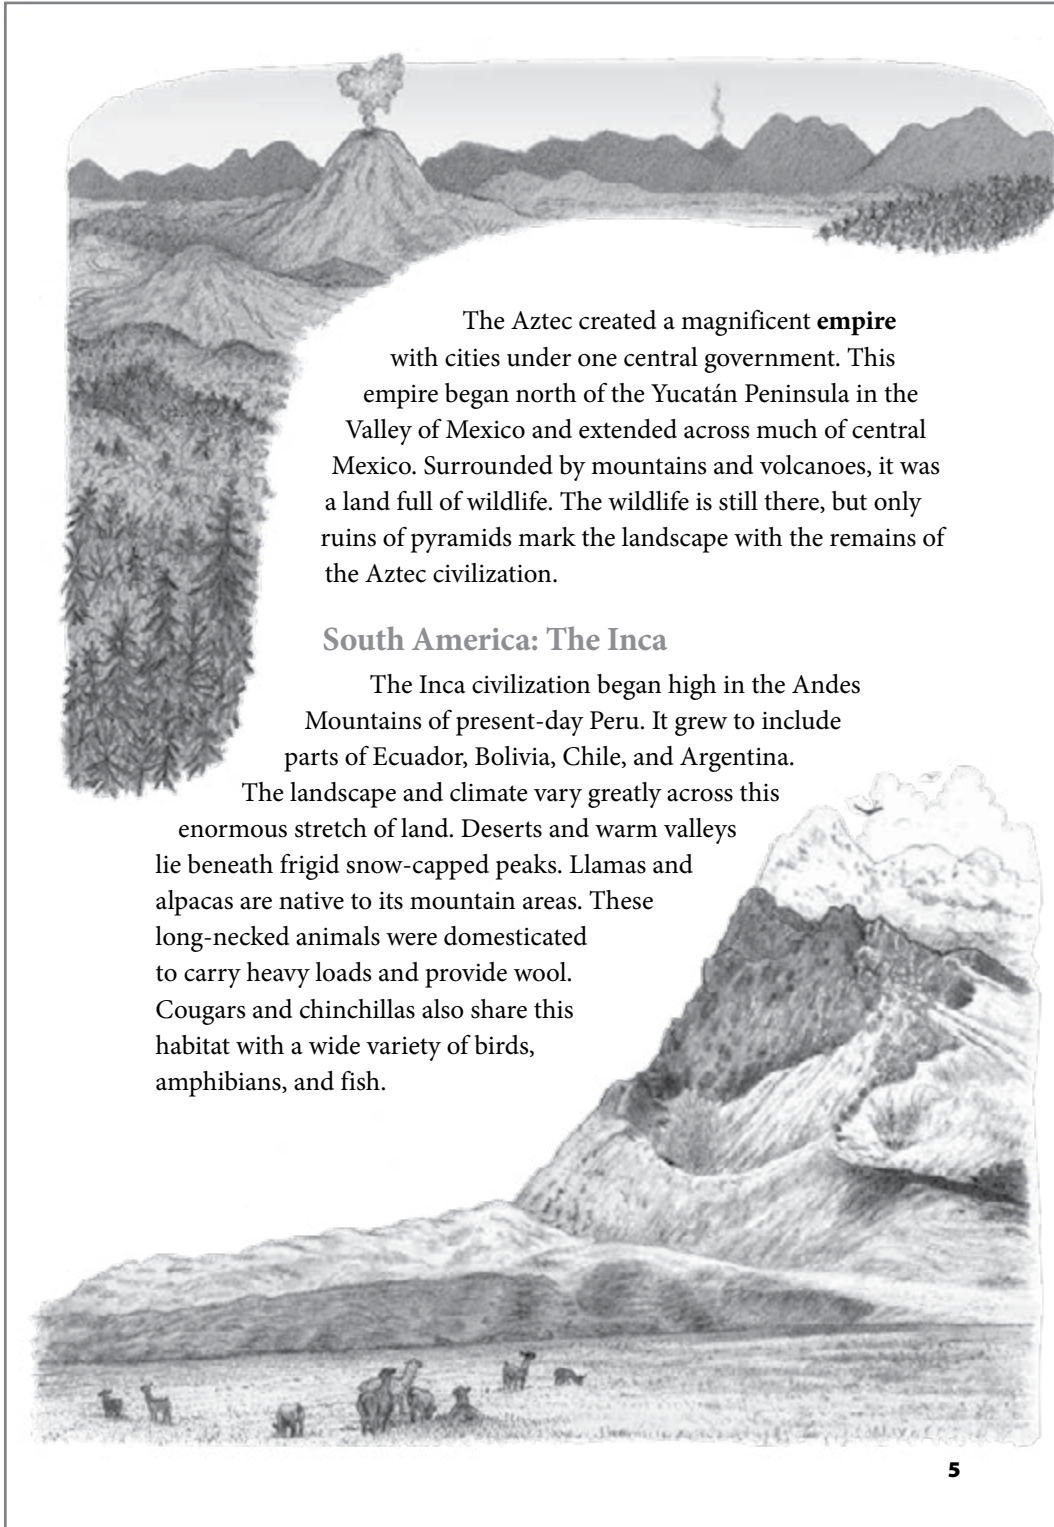 The Aztec created a magnificent empire
with cities under one central government. This
empire began north of the Yucatán Peninsula in the
Valley of Mexico and extended across much of central
Mexico. Surrounded by mountains and volcanoes, it was
a land full of wildlife. The wildlife is still there, but only
ruins of pyramids mark the landscape with the remains of
the Aztec civilization.
South America: The Inca
The Inca civilization began high in the Andes
Mountains of present-day Peru. It grew to include
parts of Ecuador, Bolivia, Chile, and Argentina.
The landscape and climate vary greatly across this
enormous stretch of land. Deserts and warm valleys
lie beneath frigid snow-capped peaks. Llamas and
alpacas are native to its mountain areas. These
long-necked animals were domesticated
to carry heavy loads and provide wool.
Cougars and chinchillas also share this
habitat with a wide variety of birds,
amphibians, and fish.
5